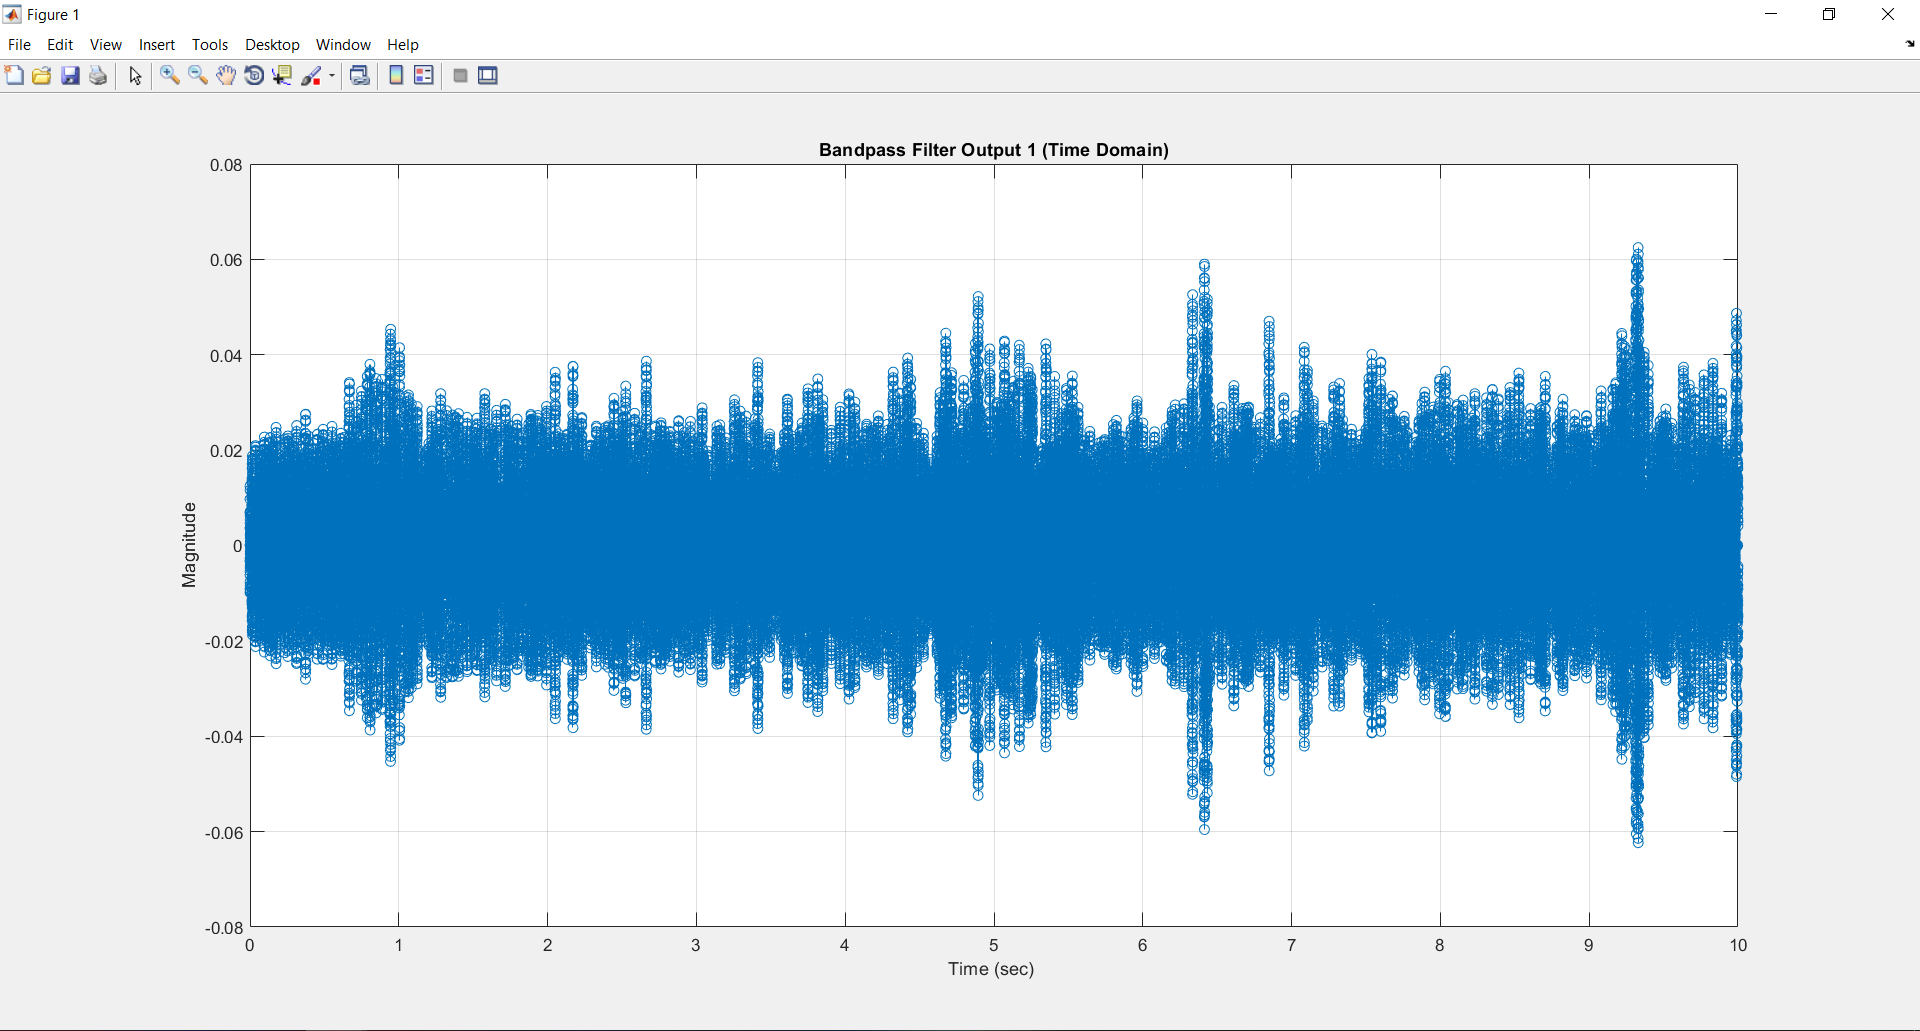 Figure 1
File Edit View Insert Tools Desktop Window Help
Bandpass Filter Output 1 (Time Domain)
0.08
0.06
0.04
0.02
0
-0.02
-0.04
-0.06
-0.08
Magnitude
0 1 2 3 4 5 6 7 8 9 10
Time (sec)